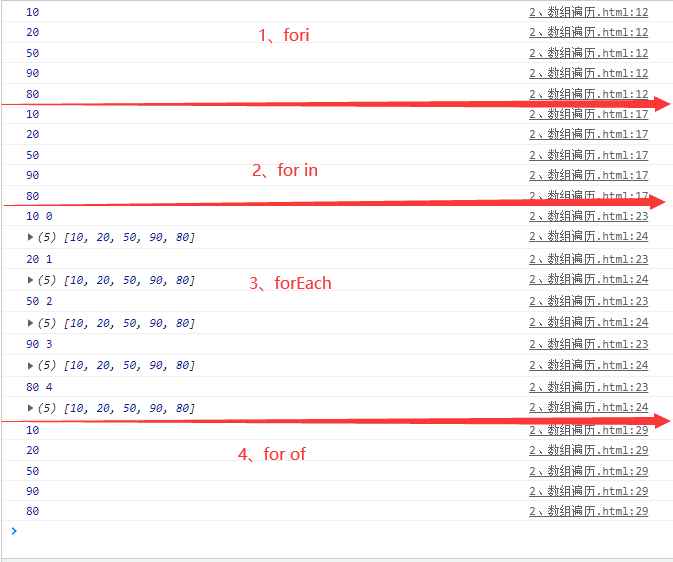 10 2、数组遍历.html:12
1、fori
20 2、数组遍历.html:12
50 2、数组遍历.html:12
90 2、数组遍历.html:12
80 2、数组遍历.html:12
10 2、数组遍历.html:17
20 2、数组遍历.html:17
50 2、数组遍历.html:17
2、for in
90 2、数组遍历.html:17
80 2、数组遍历.html:17
10 0 2、数组遍历.html:23
(5) [10, 20, 50, 90, 80] 2、数组遍历.html:24
20 1 2、数组遍历.html:23
(5) [10, 20, 50, 90, 80] 2、数组遍历.html:24
3、forEach
50 2 2、数组遍历.html:23
(5) [10, 20, 50, 90, 80] 2、数组遍历.html:24
90 3 2、数组遍历.html:23
(5) [10, 20, 50, 90, 80] 2、数组遍历.html:24
80 4 2、数组遍历.html:23
(5) [10, 20, 50, 90, 80] 2、数组遍历.html:24
10 2、数组遍历.html:29
20 2、数组遍历.html:29
4、for of
50 2、数组遍历.html:29
90 2、数组遍历.html:29
80 2、数组遍历.html:29